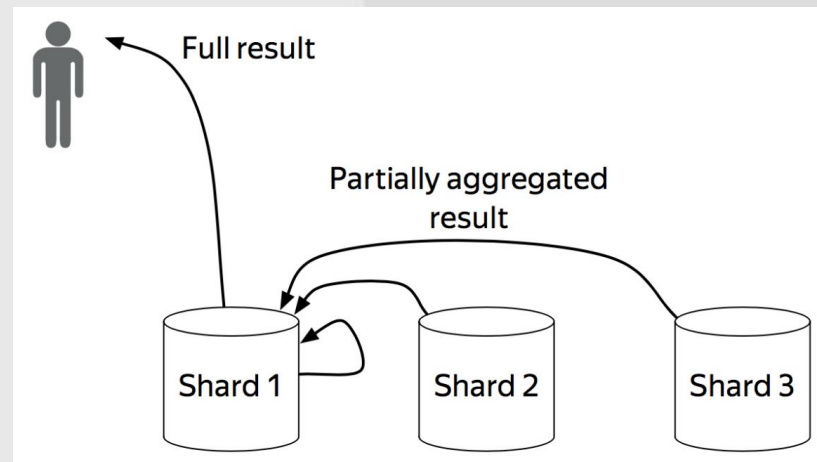 Full result
Partially aggregated
result
Shard 1
Shard 2
Shard 3